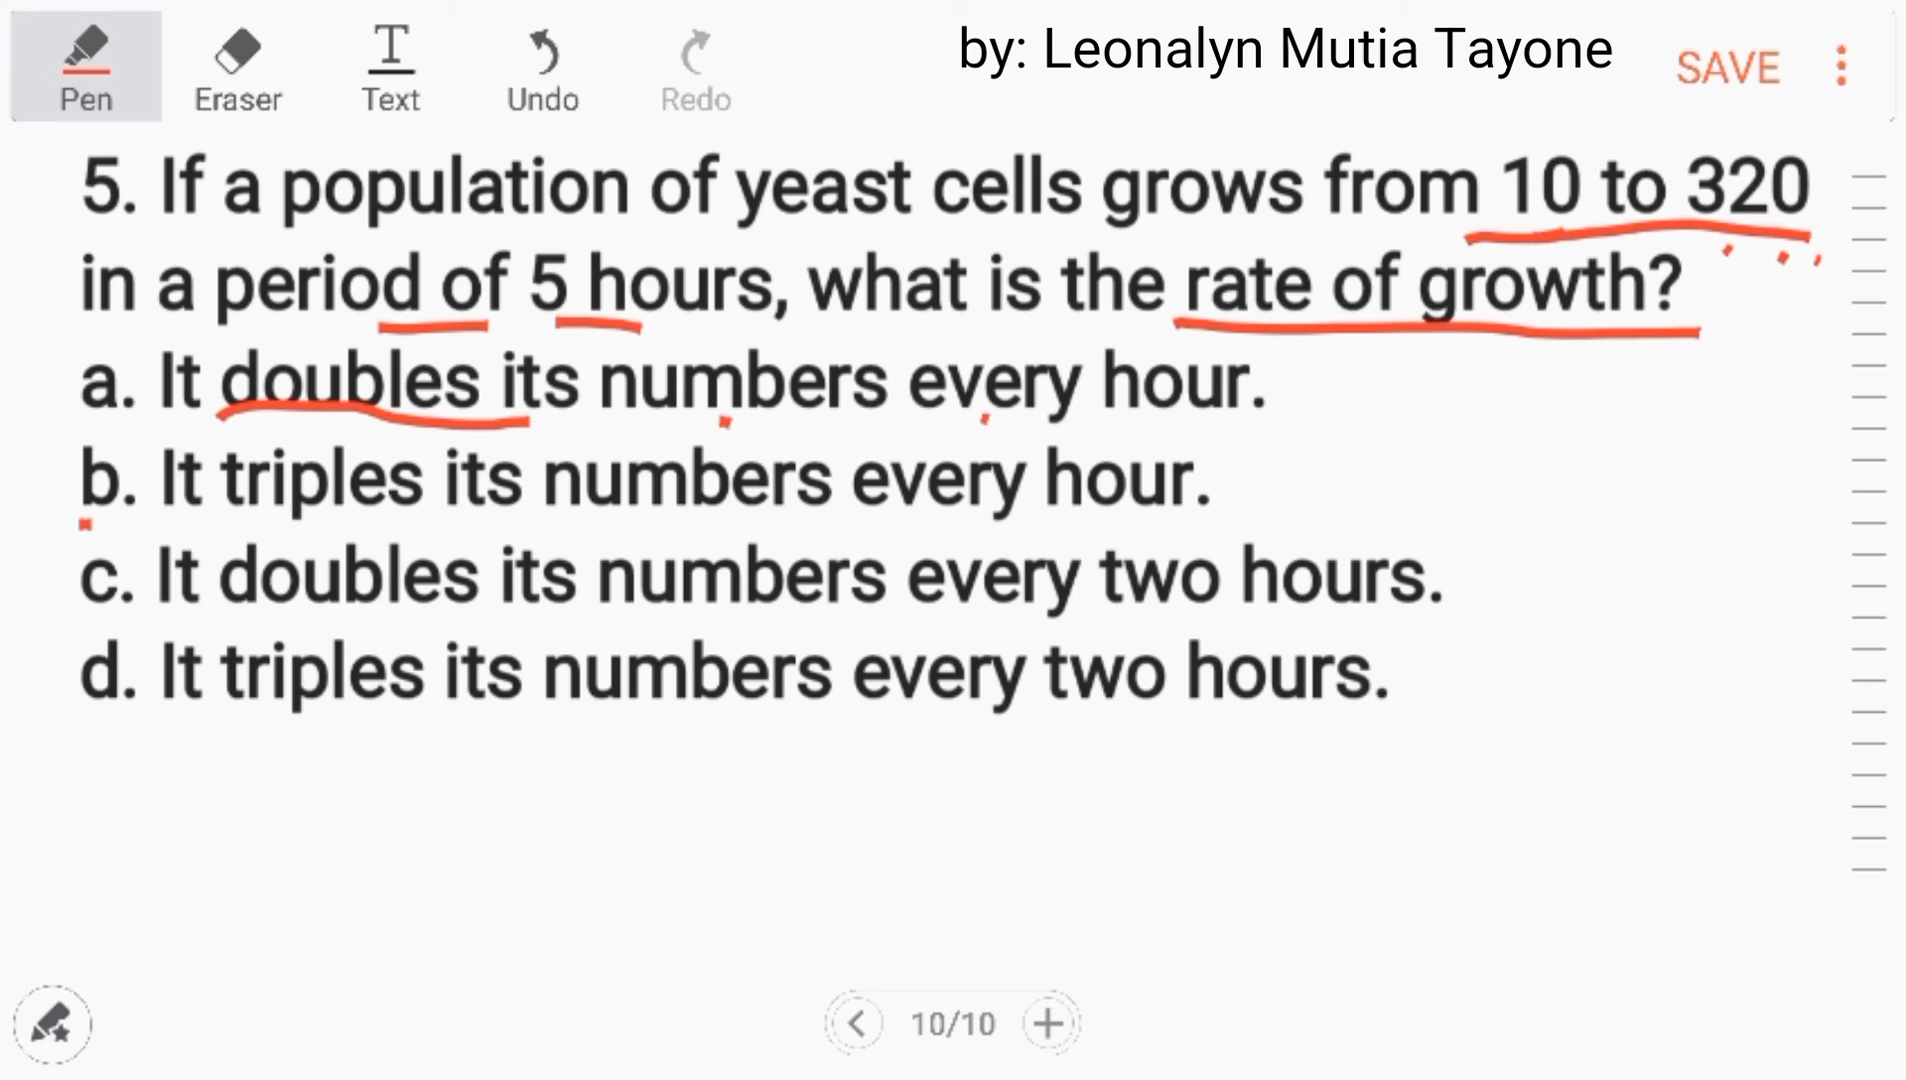 Pen
Eraser
Text
Undo
Redo
by: Leonalyn Mutia Tayone
SAVE
5. If a population of yeast cells grows from 10 to 320
in a period of 5 hours, what is the rate of growth?
a. It doubles its numbers every hour.
b. It triples its numbers every hour.
c. It doubles its numbers every two hours.
d. It triples its numbers every two hours.
10/10